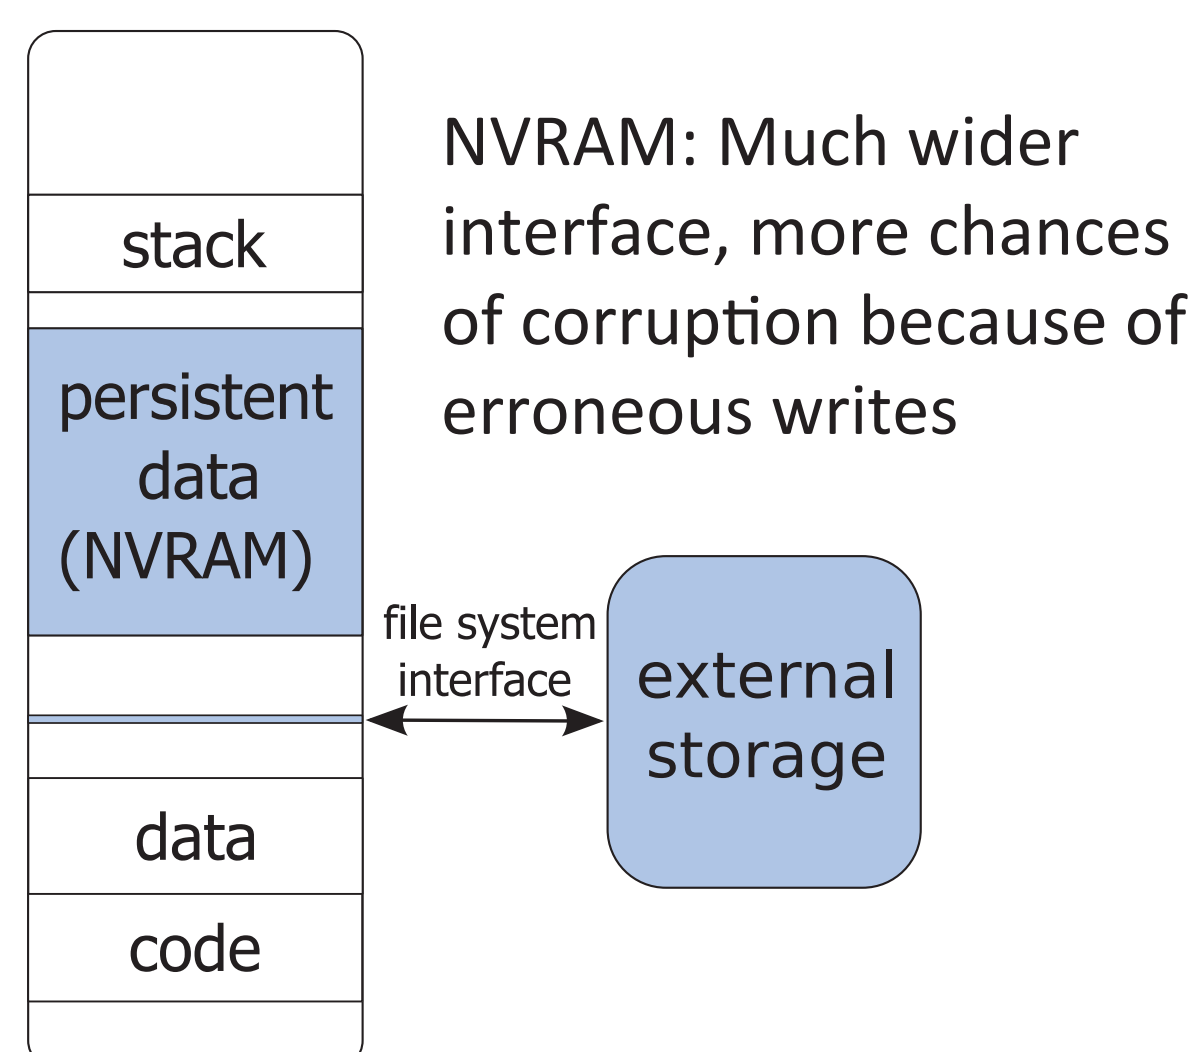 NVRAM: Much wider
interface, more chances
of corruption because of
erroneous writes
stack
persistent
data
(NVRAM)
file system
interface
external
storage
data
code